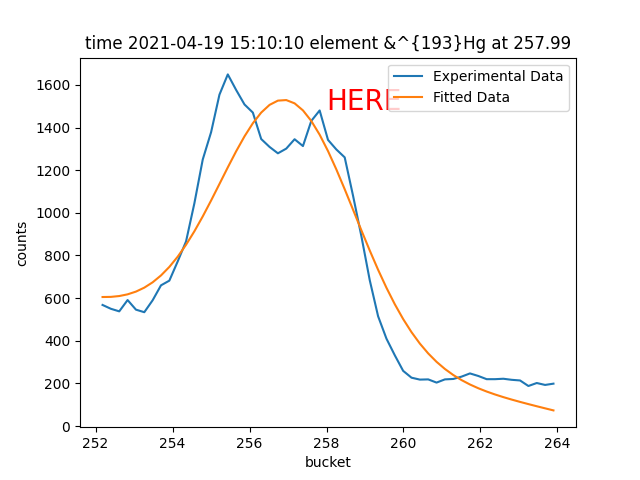 time 2021-04-19 15:10:10 element &^{193}Hg at 257.99
Experimental Data
Fitted Data
HERE
counts
1600
1400
1200
1000
800
600
400
200
0
252
254
256
258
260
262
264
bucket